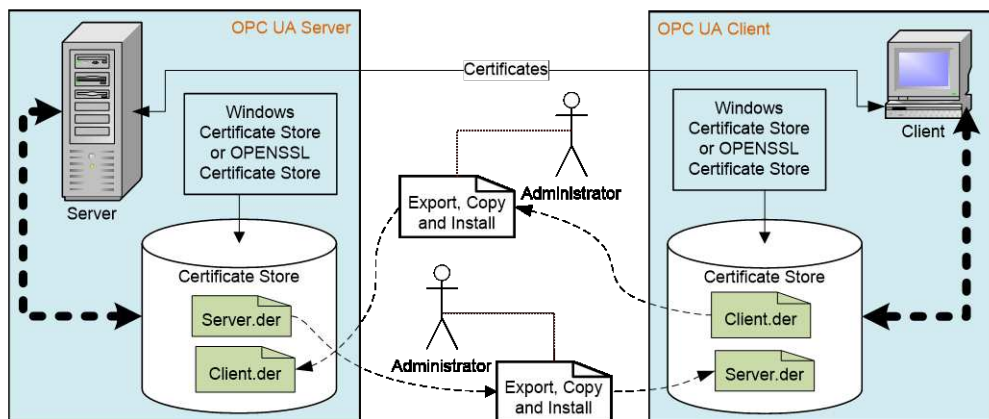 OPC UA Server
OPC UA Client
Certificates
Windows
Certificate Store
or OPENSSL
Certificate Store
Windows
Certificate Store
or OPENSSL
Certificate Store
Server
Client
Administrator
Export, Copy
and Install
Certificate Store
Server.der
Client.der
Certificate Store
Client.der
Server.der
Administrator
Export, Copy
and Install